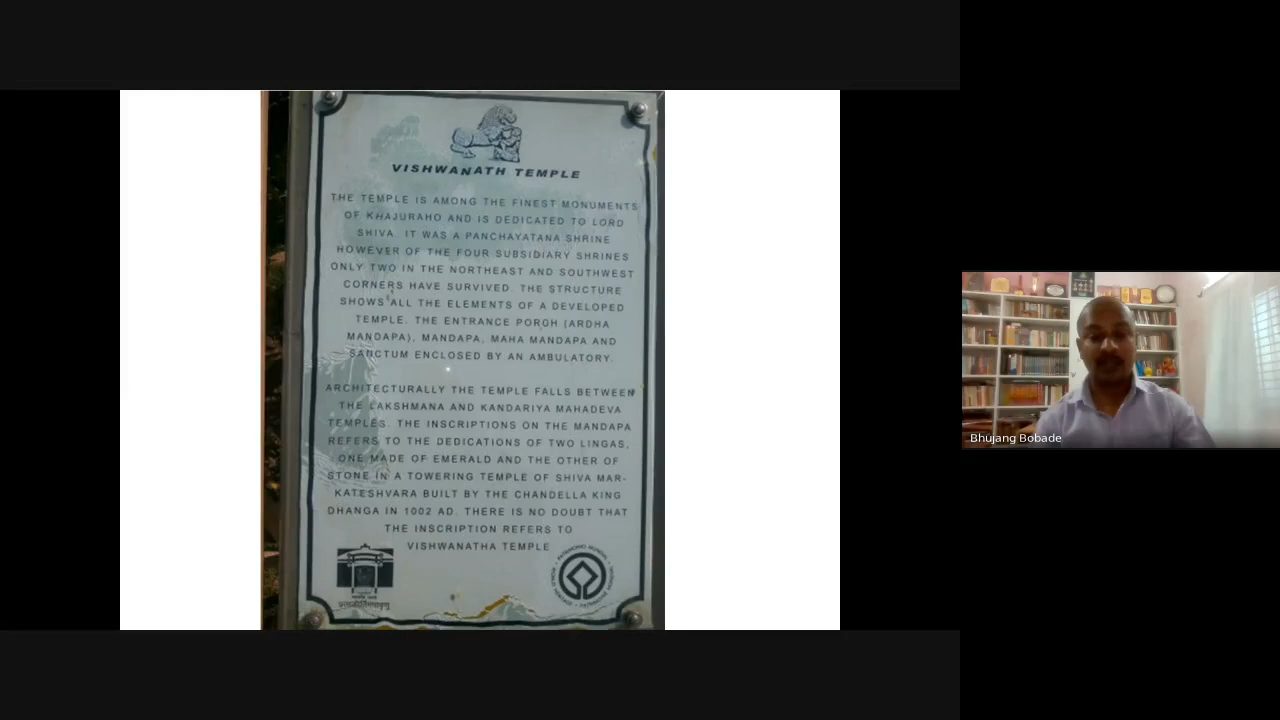 VISHWANATH TEMPLE
THE TEMPLE IS AMONG THE FINEST MONUMENTS
OF KHAJURAHO AND IS DEDICATED TO LORD
SHIVA. IT WAS A PANCHAYATANA SHRINE
HOWEVER OF THE FOUR SUBSIDIARY SHRINES
ONLY TWO IN THE NORTHEAST AND SOUTHWEST
CORNERS HAVE SURVIVED. THE STRUCTURE
SHOWS ALL THE ELEMENTS OF A DEVELOPED
TEMPLE. THE ENTRANCE PORCH (ARDHA
MANDAPA), MANDAPA, MAHA MANDAPA AND
SANCTUM ENCLOSED BY AN AMBULATORY.
ARCHITECTURALLY THE TEMPLE FALLS BETWEEN
THE LAKSHMANA AND KANDARIYA MAHADEVA
TEMPLES. THE INSCRIPTIONS ON THE MANDAPA
REFERS TO THE DEDICATIONS OF TWO LINGAS,
ONE MADE OF EMERALD AND THE OTHER OF
STONE IN A TOWERING TEMPLE OF SHIVA MAR-
KATESHVARA BUILT BY THE CHANDELLA KING
DHANGA IN 1002 AD. THERE IS NO DOUBT THAT
THE INSCRIPTION REFERS TO
VISHWANATHA TEMPLE
Bhujang Bobade